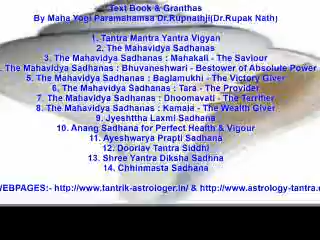 Text Book & Granthas
By Maha Yogi Paramahamsa Dr.Rupnathji(Dr.Rupak Nath)
1. Tantra Mantra Yantra Vigyan
2. The Mahavidya Sadhanas
3. The Mahavidya Sadhanas : Mahakali - The Saviour
. The Mahavidya Sadhanas : Bhuvaneshwari - Bestower of Absolute Power
5. The Mahavidya Sadhanas : Baglamukhi - The Victory Giver
6. The Mahavidya Sadhanas : Tara - The Provider
7. The Mahavidya Sadhanas : Dhoomavati - The Terrifier
8. The Mahavidya Sadhanas : Kamala - The Wealth Giver
9. Jyeshttha Laxmi Sadhana
10. Anang Sadhana for Perfect Health & Vigour
11. Ayeshwarya Prapti Sadhana
12. Doorlav Tantra Siddhi
13. Shree Yantra Diksha Sadhna
14. Chhinmasta Sadhana
WEBPAGES:- http://www.tantrik-astrologer.in/ & http://www.astrology-tantra.